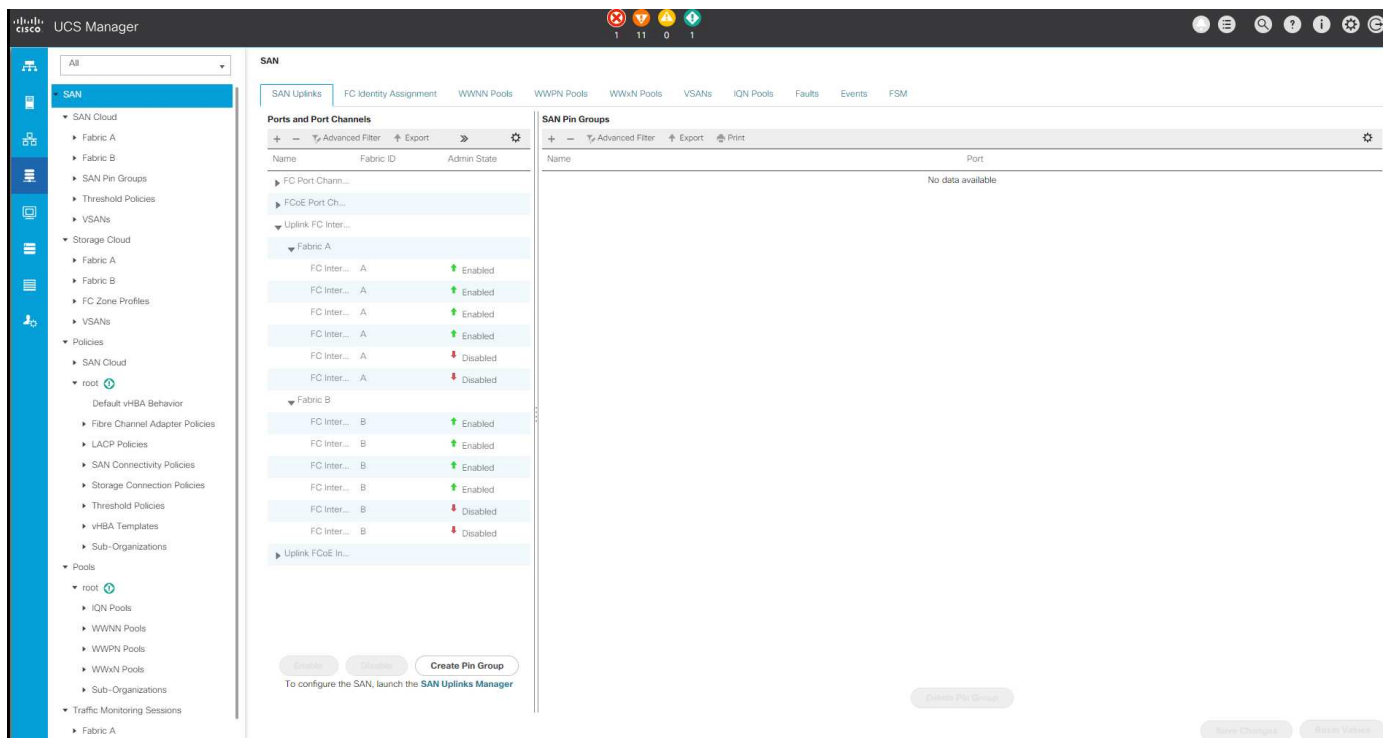 cisco UCS Manager
1 11 0 1
All
SAN
SAN Cloud
Fabric A
Fabric B
SAN Pin Groups
Threshold Policies
VSANs
Storage Cloud
Fabric A
Fabric B
FC Zone Profiles
VSANs
Policies
SAN Cloud
root
Default vHBA Behavior
Fibre Channel Adapter Policies
LACP Policies
SAN Connectivity Policies
Storage Connection Policies
Threshold Policies
vHBA Templates
Sub-Organizations
Pools
root
IQN Pools
WWNN Pools
WWPN Pools
WWxN Pools
Sub-Organizations
Traffic Monitoring Sessions
Fabric A
SAN
SAN Uplinks FC Identity Assignment WWNN Pools WWPN Pools WWxN Pools VSANs IQN Pools Faults Events FSM
Ports and Port Channels
+ − Advanced Filter Export »
Name Fabric ID Admin State
FC Port Chann...
FCoE Port Ch...
Uplink FC Inter...
Fabric A
FC Inter... A Enabled
FC Inter... A Enabled
FC Inter... A Enabled
FC Inter... A Enabled
FC Inter... A Disabled
FC Inter... A Disabled
Fabric B
FC Inter... B Enabled
FC Inter... B Enabled
FC Inter... B Enabled
FC Inter... B Enabled
FC Inter... B Disabled
FC Inter... B Disabled
Uplink FCoE In...
Enable Disable Create Pin Group
To configure the SAN, launch the SAN Uplinks Manager
SAN Pin Groups
+ − Advanced Filter Export Print
Name Port
No data available
Delete Pin Group
Save Changes Reset Values